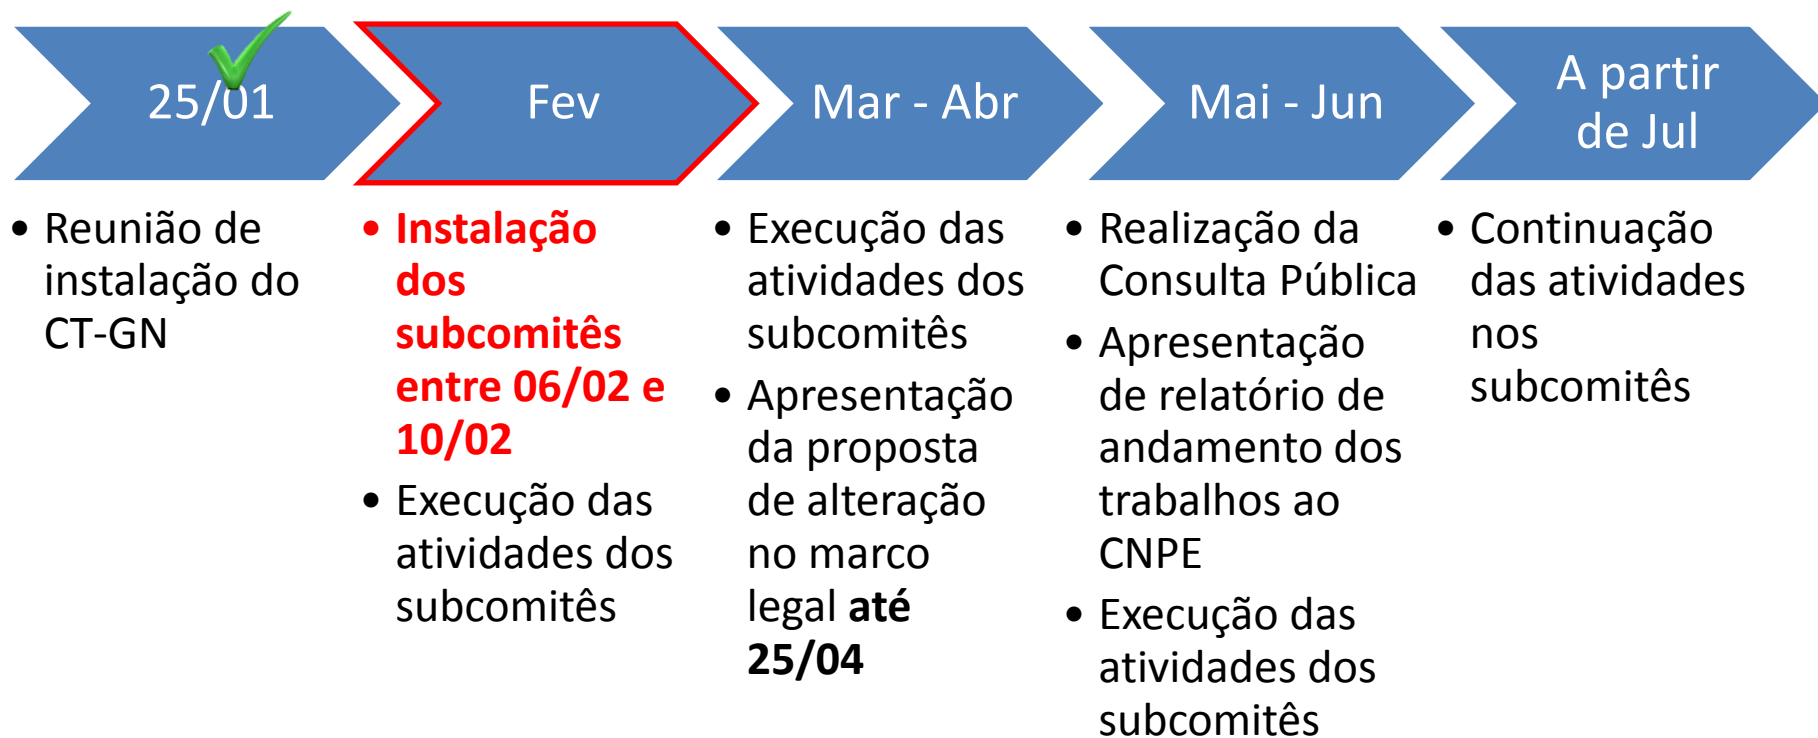 25/01
Fev
Mar - Abr
Mai - Jun
A partir
de Jul
• Reunião de
instalação do
CT-GN
• Instalação
dos
subcomitês
entre 06/02 e
10/02
• Execução das
atividades dos
subcomitês
• Execução das
atividades dos
subcomitês
• Apresentação
da proposta
de alteração
no marco
legal até
25/04
• Realização da
Consulta Pública
• Apresentação
de relatório de
andamento dos
trabalhos ao
CNPE
• Execução das
atividades dos
subcomitês
• Continuação
das atividades
nos
subcomitês